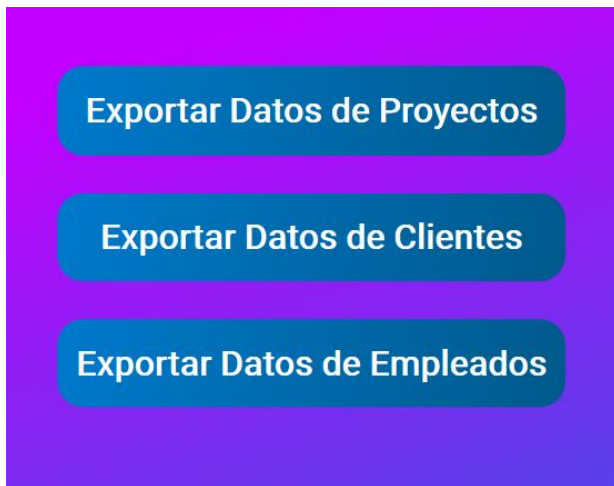 Exportar Datos de Proyectos
Exportar Datos de Clientes
Exportar Datos de Empleados